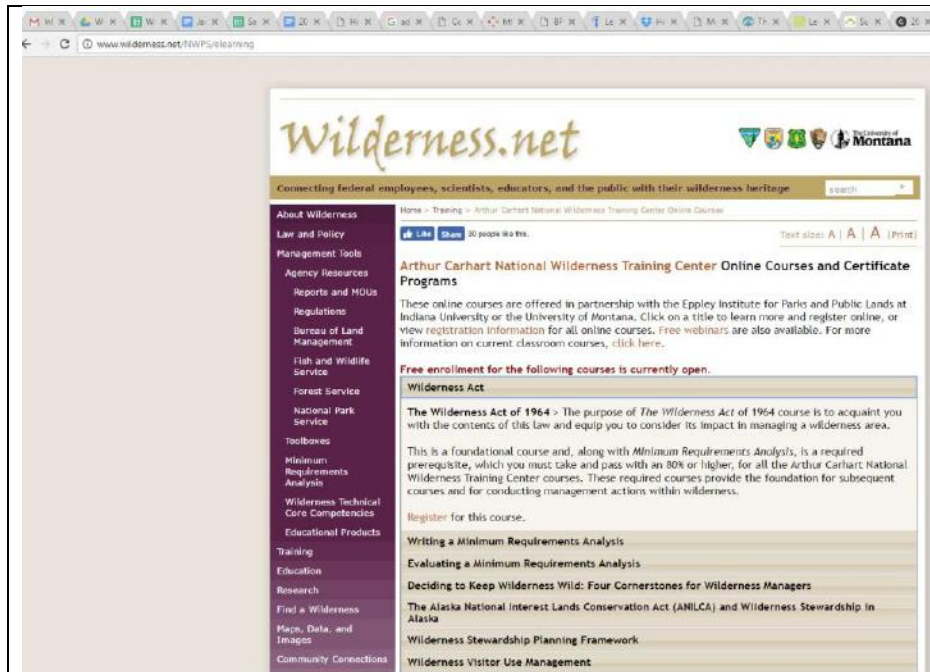 www.wilderness.net/NWPS/elearning
Wilderness.net
The University of
Montana
Connecting federal employees, scientists, educators, and the public with their wilderness heritage
search
About Wilderness
Law and Policy
Management Tools
Agency Resources
Reports and MOUs
Regulations
Bureau of Land
Management
Fish and Wildlife
Service
Forest Service
National Park
Service
Toolboxes
Minimum
Requirements
Analysis
Wilderness Technical
Core Competencies
Educational Products
Training
Education
Research
Find a Wilderness
Maps, Data, and
Images
Community Connections
Home > Training > Arthur Carhart National Wilderness Training Center Online Courses
Like Share 30 people like this.
Text size: A | A | A [Print]
Arthur Carhart National Wilderness Training Center Online Courses and Certificate
Programs
These online courses are offered in partnership with the Eppley Institute for Parks and Public Lands at
Indiana University or the University of Montana. Click on a title to learn more and register online, or
view registration information for all online courses. Free webinars are also available. For more
information on current classroom courses, click here.
Free enrollment for the following courses is currently open.
Wilderness Act
The Wilderness Act of 1964 > The purpose of The Wilderness Act of 1964 course is to acquaint you
with the contents of this law and equip you to consider its impact in managing a wilderness area.
This is a foundational course and, along with Minimum Requirements Analysis, is a required
prerequisite, which you must take and pass with an 80% or higher, for all the Arthur Carhart National
Wilderness Training Center courses. These required courses provide the foundation for subsequent
courses and for conducting management actions within wilderness.
Register for this course.
Writing a Minimum Requirements Analysis
Evaluating a Minimum Requirements Analysis
Deciding to Keep Wilderness Wild: Four Cornerstones for Wilderness Managers
The Alaska National Interest Lands Conservation Act (ANILCA) and Wilderness Stewardship in
Alaska
Wilderness Stewardship Planning Framework
Wilderness Visitor Use Management